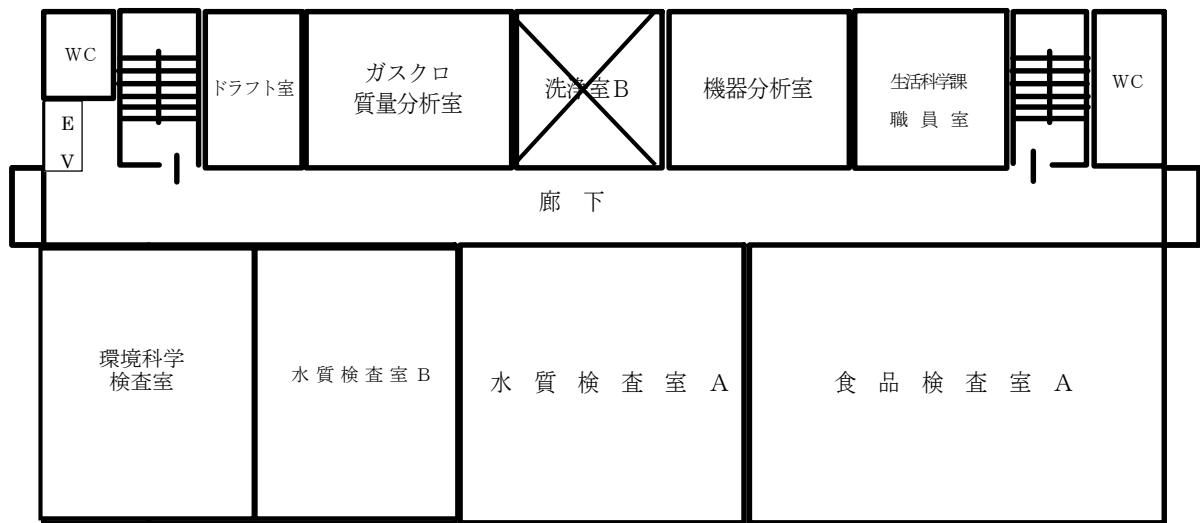 WC
EV
ドラフト室
ガスクロ
質量分析室
洗浄室B
機器分析室
生活科学課
職 員 室
WC
廊 下
環境科学
検査室
水 質 検 査 室 B
水 質 検 査 室 A
食 品 検 査 室 A